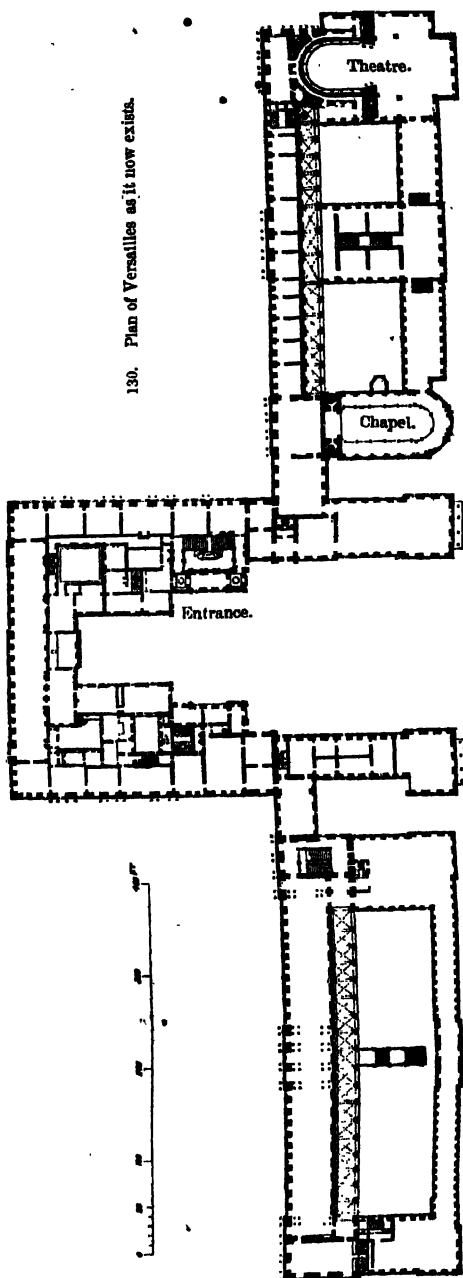 130. Plan of Versailles as it now exists.
Theatre.
Chapel.
Entrance.